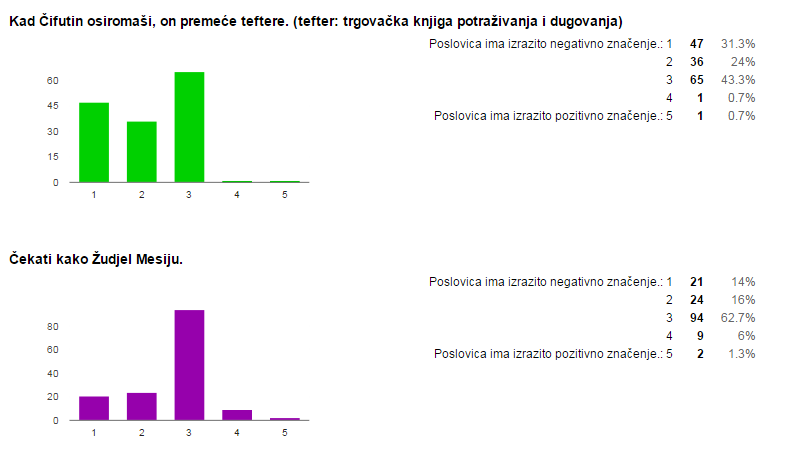 Kad Čifutin osiromaši, on premeće teftere. (tefter: trgovačka knjiga potraživanja i dugovanja)
Poslovica ima izrazito negativno značenje.: 1 47 31.3%
2 36 24%
3 65 43.3%
4 1 0.7%
Poslovica ima izrazito pozitivno značenje.: 5 1 0.7%
60
45
30
15
0
1 2 3 4 5
Čekati kako Žudjel Mesiju.
Poslovica ima izrazito negativno značenje.: 1 21 14%
2 24 16%
3 94 62.7%
4 9 6%
Poslovica ima izrazito pozitivno značenje.: 5 2 1.3%
80
60
40
20
0
1 2 3 4 5